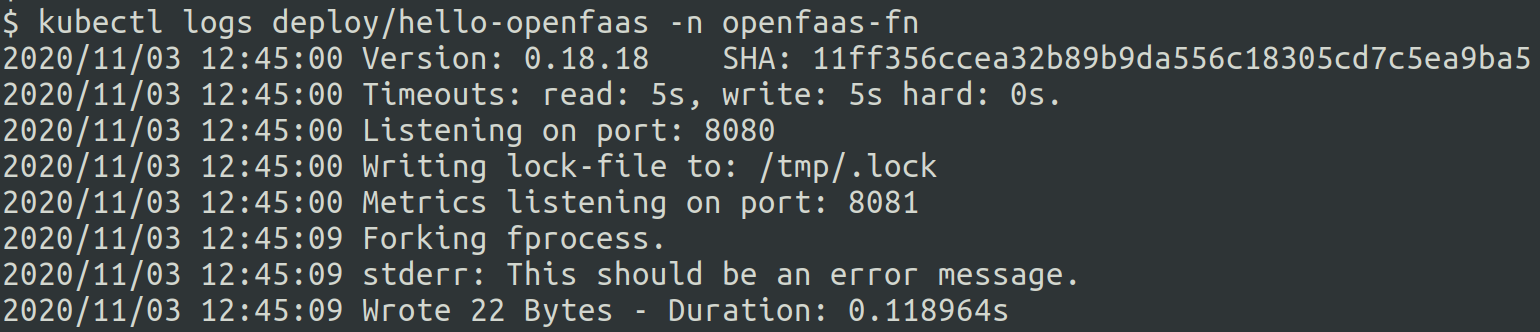 $ kubectl logs deploy/hello-openfaas -n openfaas-fn
2020/11/03 12:45:00 Version: 0.18.18    SHA: 11ff356ccea32b89b9da556c18305cd7c5ea9ba5
2020/11/03 12:45:00 Timeouts: read: 5s, write: 5s hard: 0s.
2020/11/03 12:45:00 Listening on port: 8080
2020/11/03 12:45:00 Writing lock-file to: /tmp/.lock
2020/11/03 12:45:00 Metrics listening on port: 8081
2020/11/03 12:45:09 Forking fprocess.
2020/11/03 12:45:09 stderr: This should be an error message.
2020/11/03 12:45:09 Wrote 22 Bytes - Duration: 0.118964s